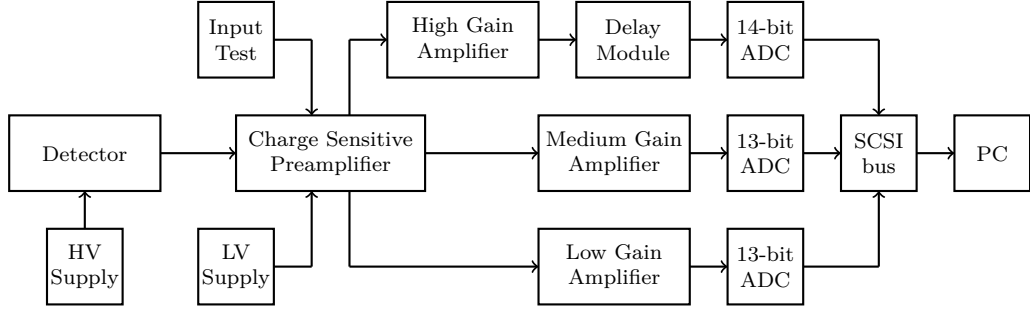 Input
Test
High Gain
Amplifier
Delay
Module
14-bit
ADC
Detector
Charge Sensitive
Preamplifier
Medium Gain
Amplifier
13-bit
ADC
SCSI
bus
PC
HV
Supply
LV
Supply
Low Gain
Amplifier
13-bit
ADC